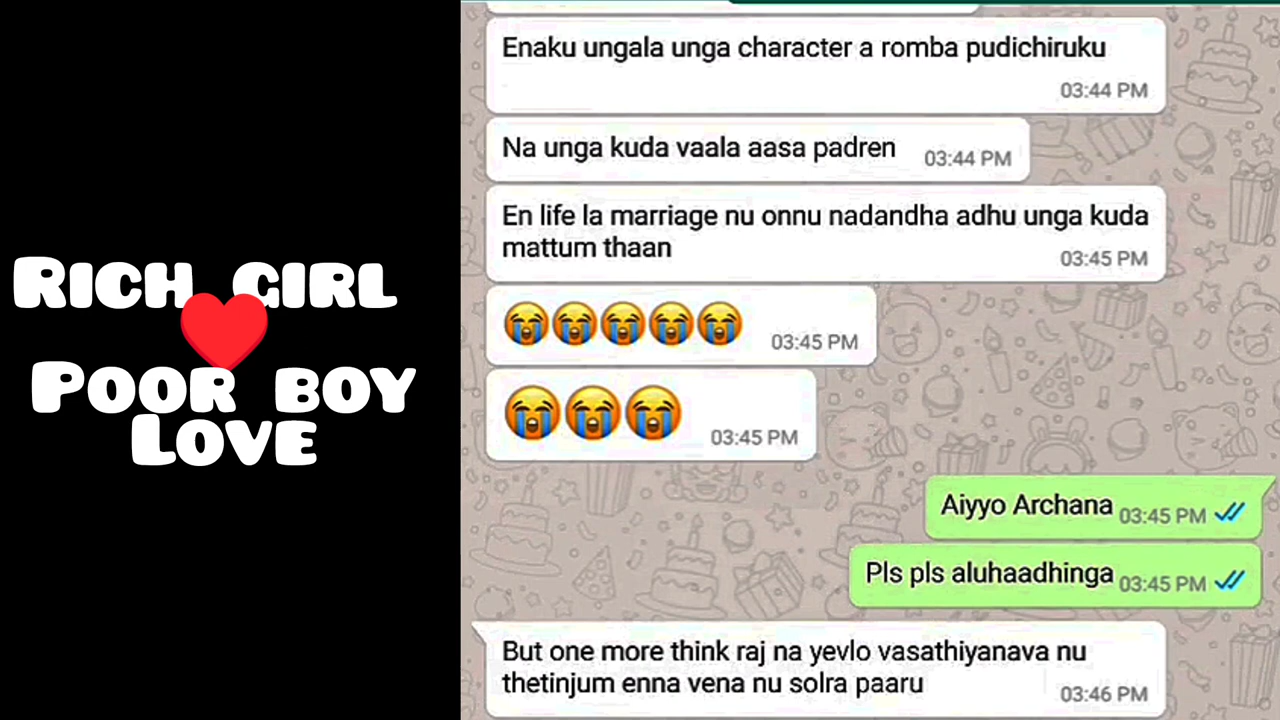 RICH GIRL
POOR BOY
LOVE
Enaku ungala unga character a romba pudichiruku
03:44 PM
Na unga kuda vaala aasa padren 03:44 PM
En life la marriage nu onnu nadandha adhu unga kuda
mattum thaan 03:45 PM
😭😭😭😭😭 03:45 PM
😭😭😭 03:45 PM
Aiyyo Archana 03:45 PM
Pls pls aluhaadhinga 03:45 PM
But one more think raj na yevlo vasathiyanava nu
thetinjum enna vena nu solra paaru 03:46 PM